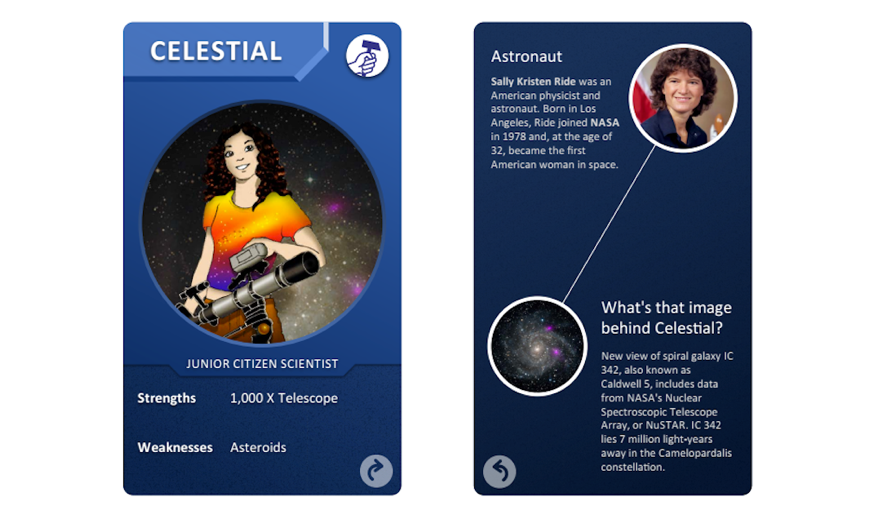 CELESTIAL
JUNIOR CITIZEN SCIENTIST
Strengths 1,000 X Telescope
Weaknesses Asteroids
Astronaut
Sally Kristen Ride was an
American physicist and
astronaut. Born in Los
Angeles, Ride joined NASA
in 1978 and, at the age of
32, became the first
American woman in space.
What's that image
behind Celestial?
New view of spiral galaxy IC
342, also known as
Caldwell 5, includes data
from NASA's Nuclear
Spectroscopic Telescope
Array, or NuSTAR. IC 342
lies 7 million light-years
away in the Camelopardalis
constellation.